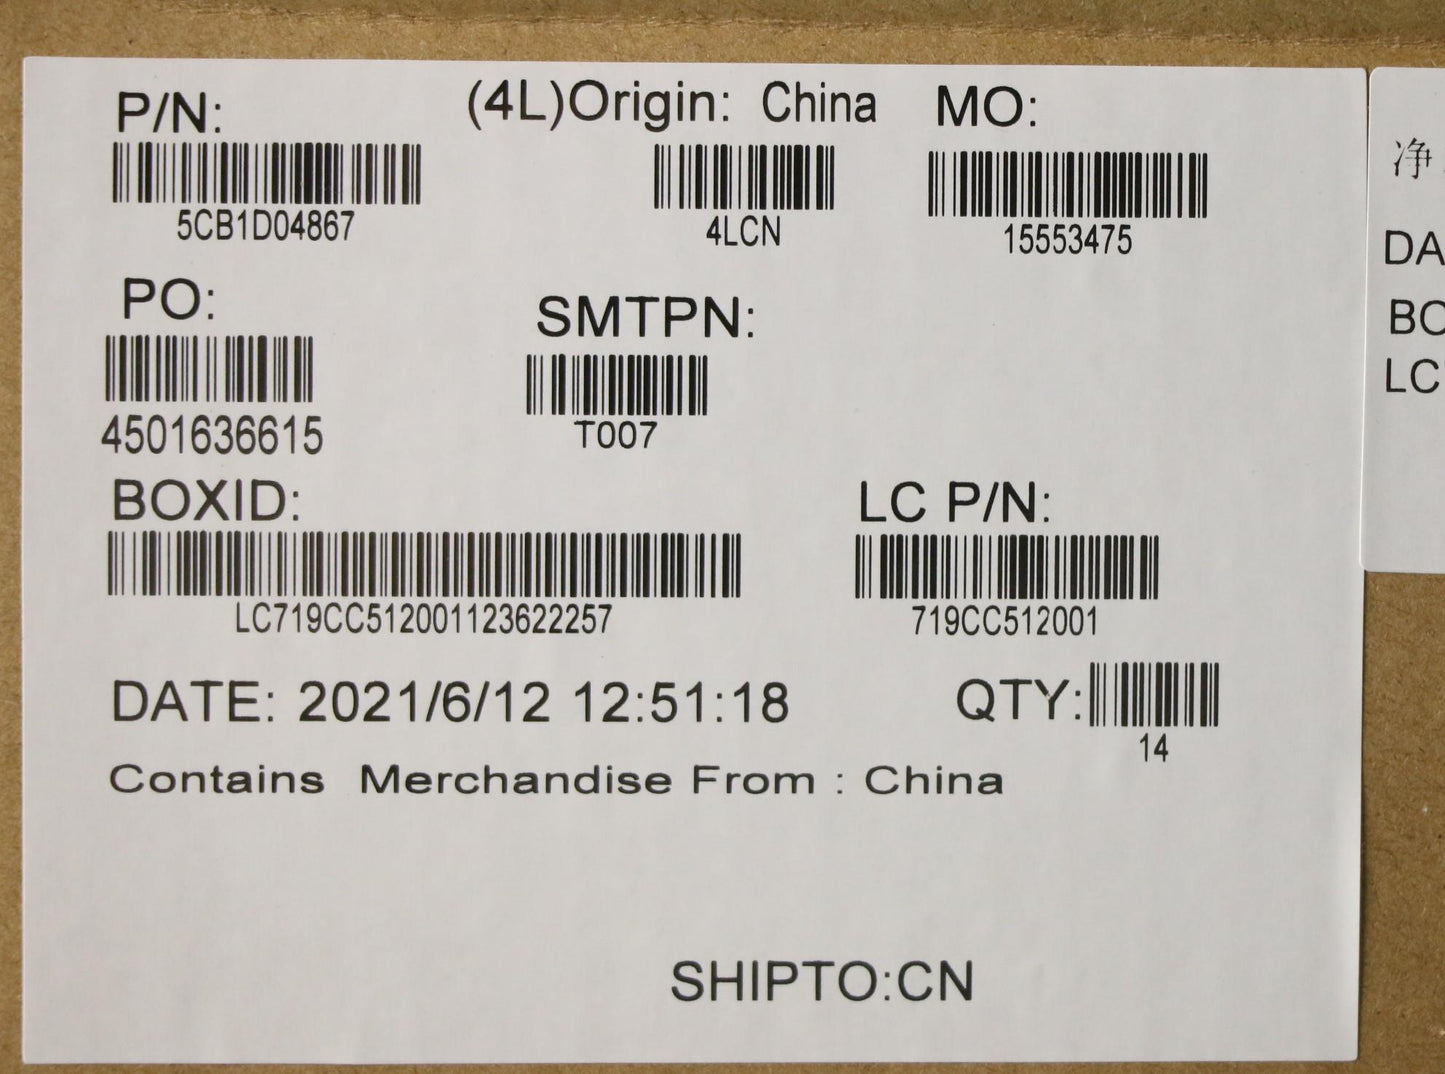 P/N:
(4L)Origin: China
MO:
5CB1D04867
4LCN
15553475
PO:
SMTPN:
4501636615
T007
BOXID:
LC P/N:
LC719CC512001123622257
719CC512001
DATE: 2021/6/12 12:51:18
QTY:
14
Contains Merchandise From : China
SHIPTO:CN
净
DA
BO
LC